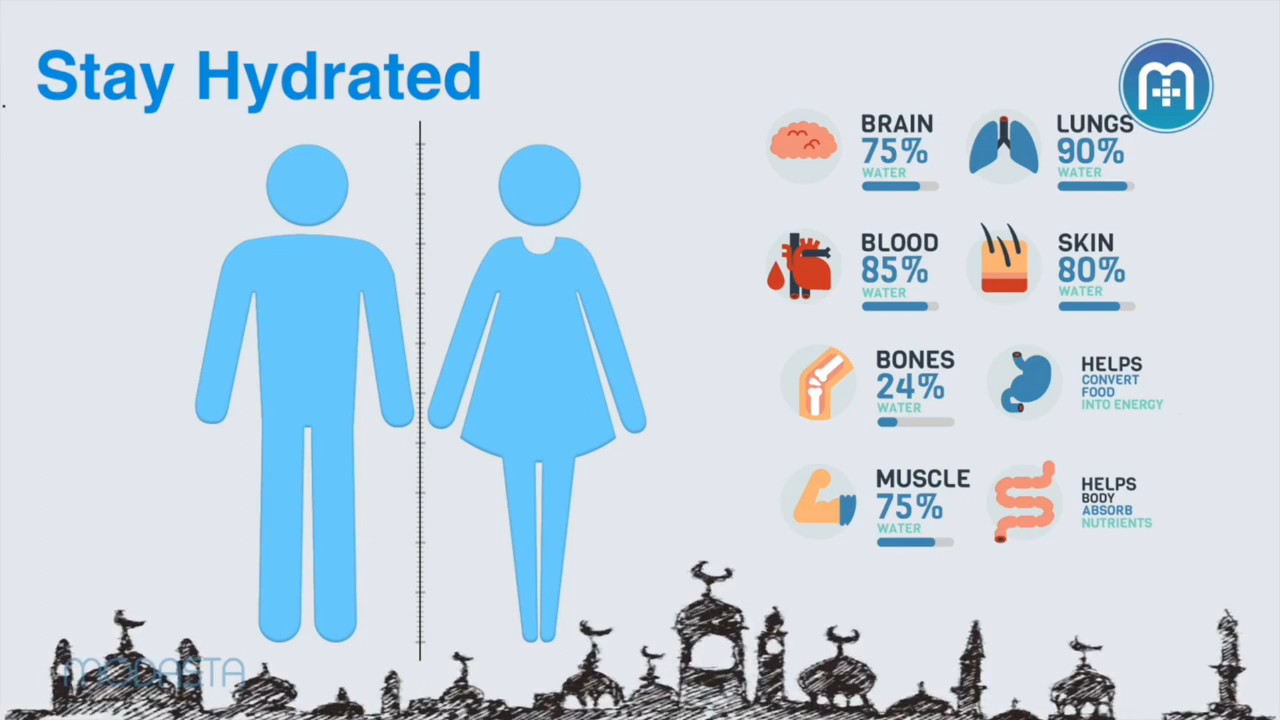 Stay Hydrated
BRAIN
75%
WATER
LUNGS
90%
WATER
BLOOD
85%
WATER
SKIN
80%
WATER
BONES
24%
WATER
HELPS
CONVERT
FOOD
INTO ENERGY
MUSCLE
75%
WATER
HELPS
BODY
ABSORB
NUTRIENTS